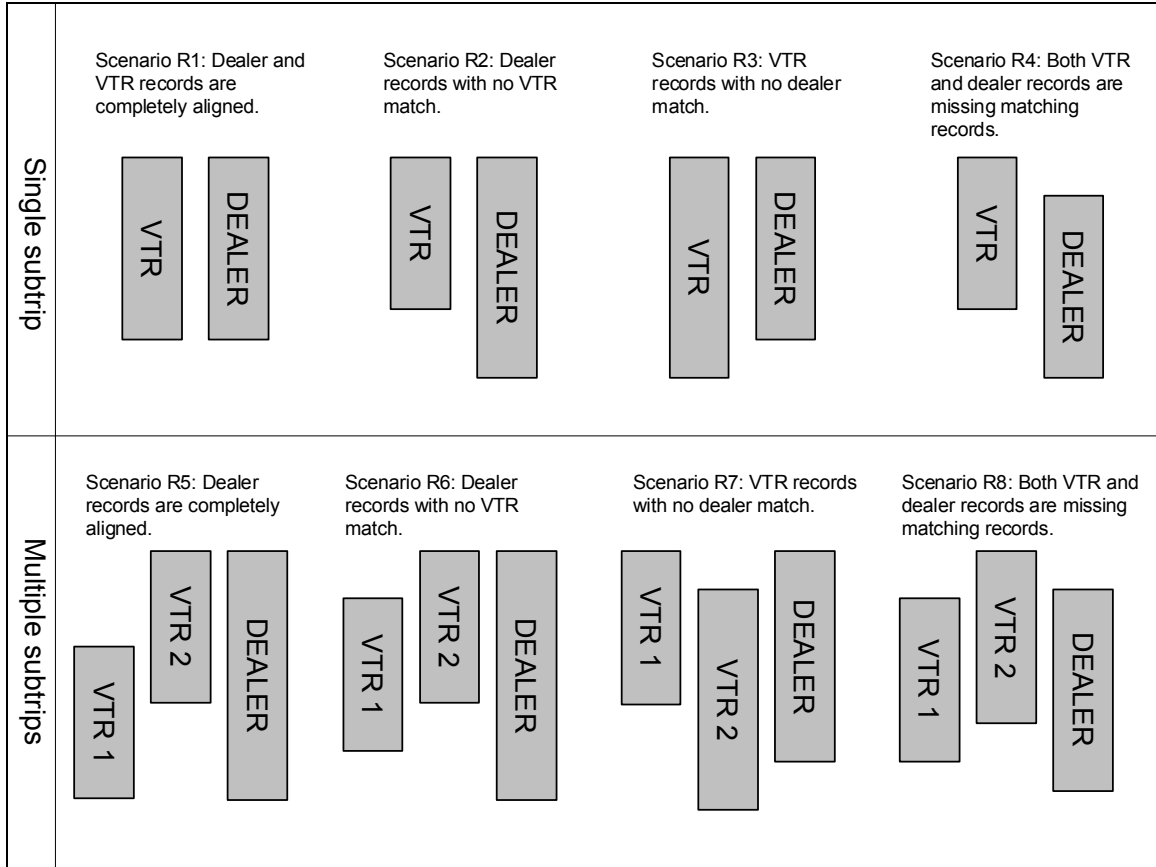 Single subtrip
Scenario R1: Dealer and
VTR records are
completely aligned.
VTR
DEALER
Scenario R2: Dealer
records with no VTR
match.
VTR
DEALER
Scenario R3: VTR
records with no dealer
match.
VTR
DEALER
Scenario R4: Both VTR
and dealer records are
missing matching
records.
VTR
DEALER
Multiple subtrips
Scenario R5: Dealer
records are completely
aligned.
VTR 1
VTR 2
DEALER
Scenario R6: Dealer
records with no VTR
match.
VTR 1
VTR 2
DEALER
Scenario R7: VTR records
with no dealer match.
VTR 1
VTR 2
DEALER
Scenario R8: Both VTR and
dealer records are missing
matching records.
VTR 1
VTR 2
DEALER